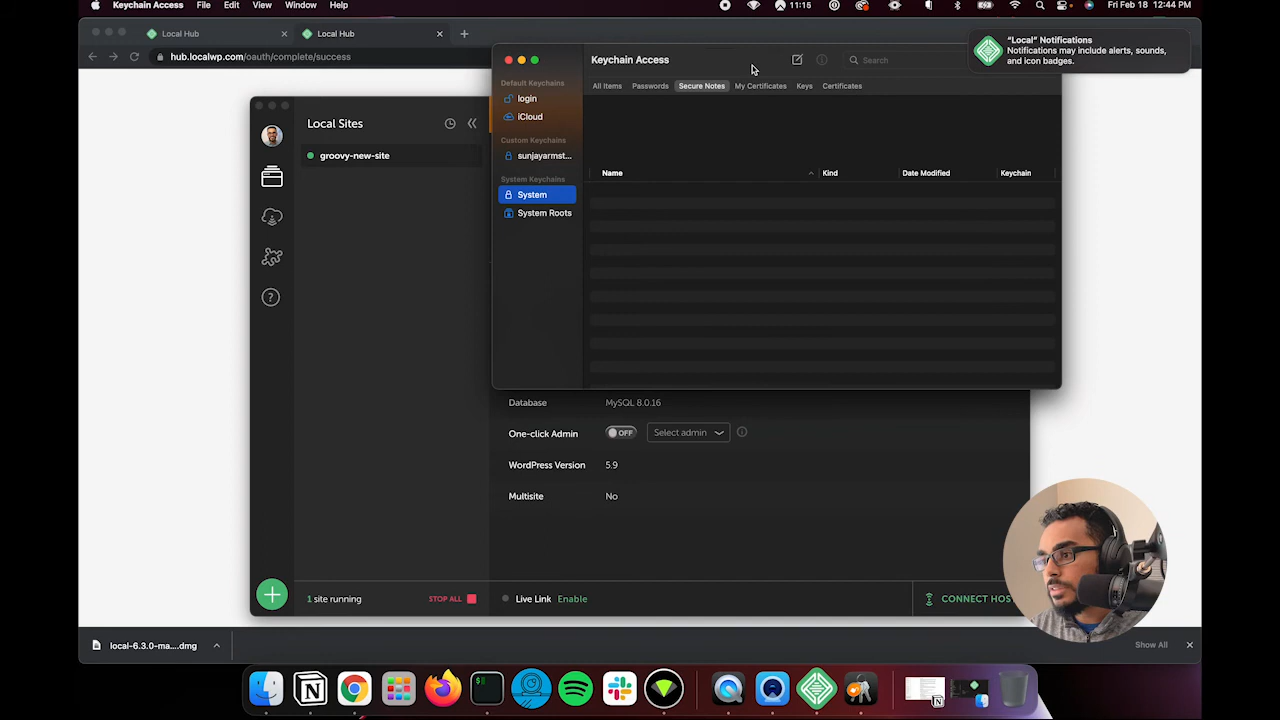 Keychain Access File Edit View Window Help
11:15
Fri Feb 18 12:44 PM
Local Hub
Local Hub
hub.localwp.com/oauth/complete/success
"Local" Notifications
Notifications may include alerts, sounds,
and icon badges.
Keychain Access
Search
Default Keychains
login
iCloud
Custom Keychains
sunjayarmst...
System Keychains
System
System Roots
All Items Passwords Secure Notes My Certificates Keys Certificates
Name Kind Date Modified Keychain
Local Sites
groovy-new-site
Database MySQL 8.0.16
One-click Admin OFF Select admin
WordPress Version 5.9
Multisite No
1 site running STOP ALL
Live Link Enable
CONNECT HOS
local-6.3.0-ma....dmg
Show All